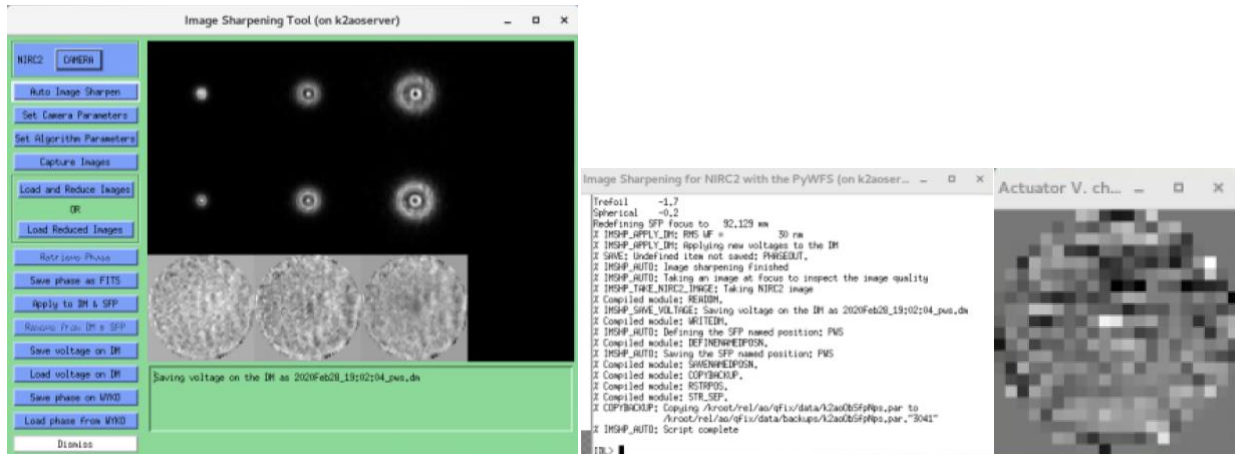 Image Sharpening Tool (on k2aoserver)
NIRC2 CAMERA
Auto Image Sharpen
Set Camera Parameters
Set Algorithm Parameters
Capture Images
Load and Reduce Images
OR
Load Reduced Images
Retrieve Phase
Save phase as FITS
Apply to DM & SFP
Remove from DM & SFP
Save voltage on DM
Load voltage on DM
Save phase on WYKO
Load phase from WYKO
Dismiss
Saving voltage on the DM as 2020Feb28_19:02:04_pws.dm
Image Sharpening for NIRC2 with the PyWFS (on k2aoser...
Trefoil -1.7
Spherical -0.2
Redefining SFP focus to 92.129 mm
% IMSHP_APPLY_DM: RMS WF = 30 nm
% IMSHP_APPLY_DM: Applying new voltages to the DM
% SAVE: Undefined item not saved: PHASEOUT.
% IMSHP_AUTO: Image sharpening finished
% IMSHP_AUTO: Taking an image at focus to inspect the image quality
% IMSHP_TAKE_NIRC2_IMAGE: Taking NIRC2 image
% Compiled module: READDM.
% IMSHP_SAVE_VOLTAGE: Saving voltage on the DM as 2020Feb28_19:02:04_pws.dm
% Compiled module: WRITEDM.
% IMSHP_AUTO: Defining the SFP named position: PWS
% Compiled module: DEFINENAMEDPOSN.
% IMSHP_AUTO: Saving the SFP named position: PWS
% Compiled module: SAVENAMEDPOSN.
% Compiled module: COPYBACKUP.
% Compiled module: RSTRPOS.
% Compiled module: STR_SEP.
% COPYBACKUP: Copying /kroot/rel/ao/qfix/data/k2aoObSfpNps.par to
/kroot/rel/ao/qfix/data/backups/k2aoObSfpNps.par."3041"
% IMSHP_AUTO: Script complete
IDL>
Actuator V. ch...